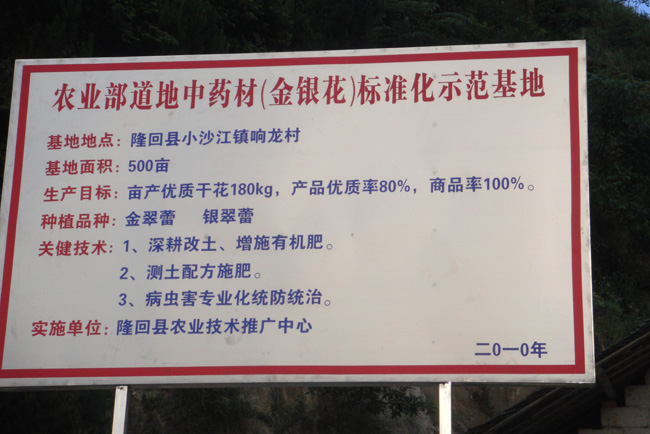 农业部道地中药材(金银花)标准化示范基地
基地地点：隆回县小沙江镇响龙村
基地面积：500亩
生产目标：亩产优质干花180kg，产品优质率80%，商品率100%。
种植品种：金翠蕾 银翠蕾
关健技术：1、深耕改土、增施有机肥。
2、测土配方施肥。
3、病虫害专业化统防统治。
实施单位：隆回县农业技术推广中心
二0一0年